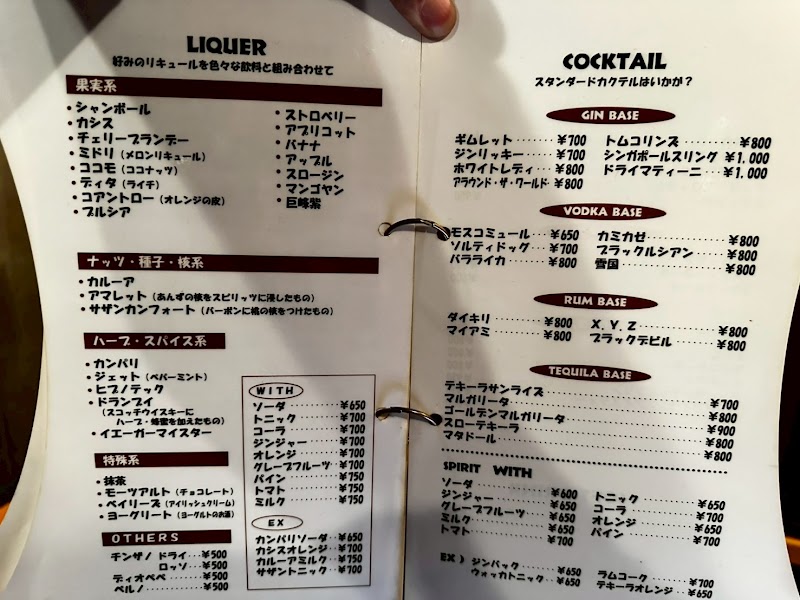 LIQUER
好みのリキュールを色々な飲料と組み合わせて
果実系
・シャンボール
・カシス
・チェリーブランデー
・ミドリ（メロンリキュール）
・ココモ（ココナッツ）
・ディタ（ライチ）
・コアントロー（オレンジの皮）
・ブルシア
・ストロベリー
・アプリコット
・バナナ
・アップル
・スロージン
・マンゴヤン
・巨峰紫
ナッツ・種子・核系
・カルーア
・アマレット（あんずの核をスピリッツに浸したもの）
・サザンカンフォート（バーボンに桃の核をつけたもの）
ハーブ・スパイス系
・カンパリ
・ジェット（ペパーミント）
・ヒプノテック
・ドランブイ
（スコッチウイスキーに
ハーブ・蜂蜜を加えたもの）
・イエーガーマイスター
特殊系
・抹茶
・モーツアルト（チョコレート）
・ベイリーズ（アイリッシュクリーム）
・ヨーグリート（ヨーグルトのお酒）
OTHERS
チンザノ ドライ‥¥500
ロッソ‥¥500
ディオペペ‥‥‥¥500
ペルノ‥‥‥‥¥500
WITH
ソーダ‥‥‥‥¥650
トニック‥‥‥¥700
コーラ‥‥‥‥¥700
ジンジャー‥‥¥700
オレンジ‥‥‥¥700
グレープフルーツ‥¥700
パイン‥‥‥‥¥750
トマト‥‥‥‥¥750
ミルク‥‥‥‥¥750
EX
カンパリソーダ‥¥650
カシスオレンジ‥¥700
カルーアミルク‥¥750
サザントニック‥¥700
COCKTAIL
スタンダードカクテルはいかが？
GIN BASE
ギムレット‥‥‥¥700
ジンリッキー‥‥¥700
ホワイトレディ‥¥800
アラウンド・ザ・ワールド‥¥800
トムコリンズ‥‥‥‥¥800
シンガポールスリング ¥1,000
ドライマティーニ‥¥1,000
VODKA BASE
モスコミュール‥¥650
ソルティドッグ‥¥700
バラライカ‥‥‥¥800
カミカゼ‥‥‥‥‥‥¥800
ブラックルシアン‥‥¥800
雪国‥‥‥‥‥‥‥‥¥800
RUM BASE
ダイキリ‥‥‥‥¥800
マイアミ‥‥‥‥¥800
X.Y.Z‥‥‥‥‥‥¥800
ブラックデビル‥‥‥¥800
TEQUILA BASE
テキーラサンライズ‥‥‥‥‥‥¥700
マルガリータ‥‥‥‥‥‥‥‥‥¥800
ゴールデンマルガリータ‥‥‥‥¥900
スローテキーラ‥‥‥‥‥‥‥‥¥800
マタドール‥‥‥‥‥‥‥‥‥‥¥800
SPIRIT WITH
ソーダ‥‥‥‥‥¥600
ジンジャー‥‥‥¥650
グレープフルーツ‥¥650
ミルク‥‥‥‥‥¥650
トマト‥‥‥‥‥¥700
トニック‥‥‥‥¥650
コーラ‥‥‥‥‥¥700
オレンジ‥‥‥‥¥650
パイン‥‥‥‥‥¥700
EX ） ジンバック‥‥‥¥650
ウォッカトニック‥¥650
ラムコーク‥‥‥¥700
テキーラオレンジ‥¥650